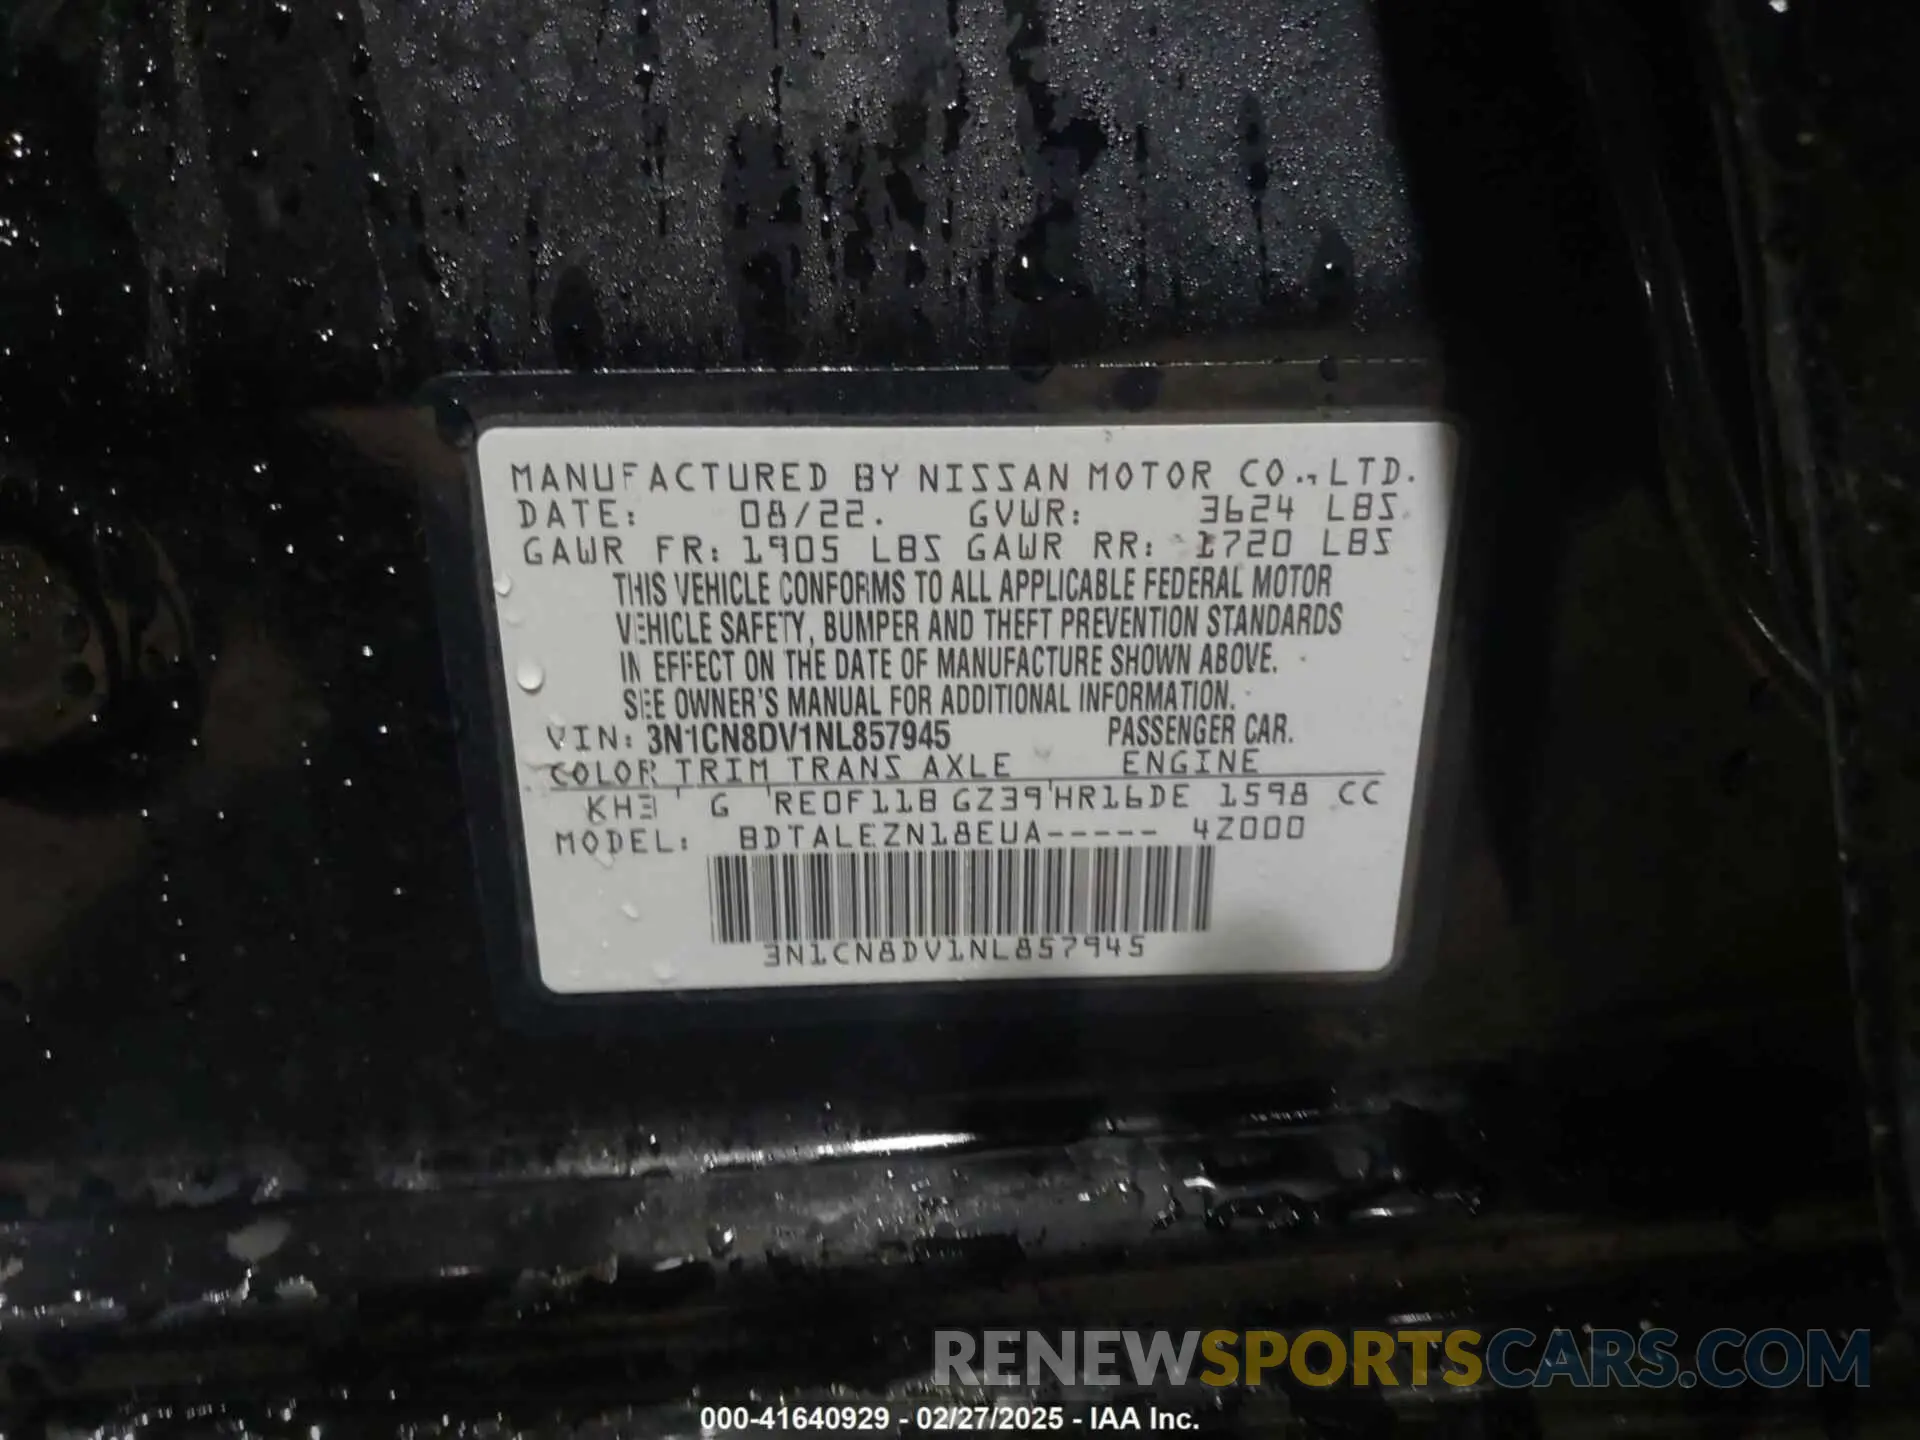 MANUFACTURED BY NISSAN MOTOR CO.,LTD.
DATE: 08/22. GVWR: 3624 LBS.
GAWR FR: 1905 LBS GAWR RR: 1720 LBS
THIS VEHICLE CONFORMS TO ALL APPLICABLE FEDERAL MOTOR
VEHICLE SAFETY, BUMPER AND THEFT PREVENTION STANDARDS
IN EFFECT ON THE DATE OF MANUFACTURE SHOWN ABOVE.
SEE OWNER'S MANUAL FOR ADDITIONAL INFORMATION.
VIN: 3N1CN8DV1NL857945 PASSENGER CAR.
COLOR TRIM TRANS AXLE ENGINE
KH3 G RE0F11B GZ39 HR16DE 1598 CC
MODEL: BDTALEZN18EUA----- 4Z000
3N1CN8DV1NL857945
RENEWSPORTSCARS.COM
000-41640929 - 02/27/2025 - IAA Inc.